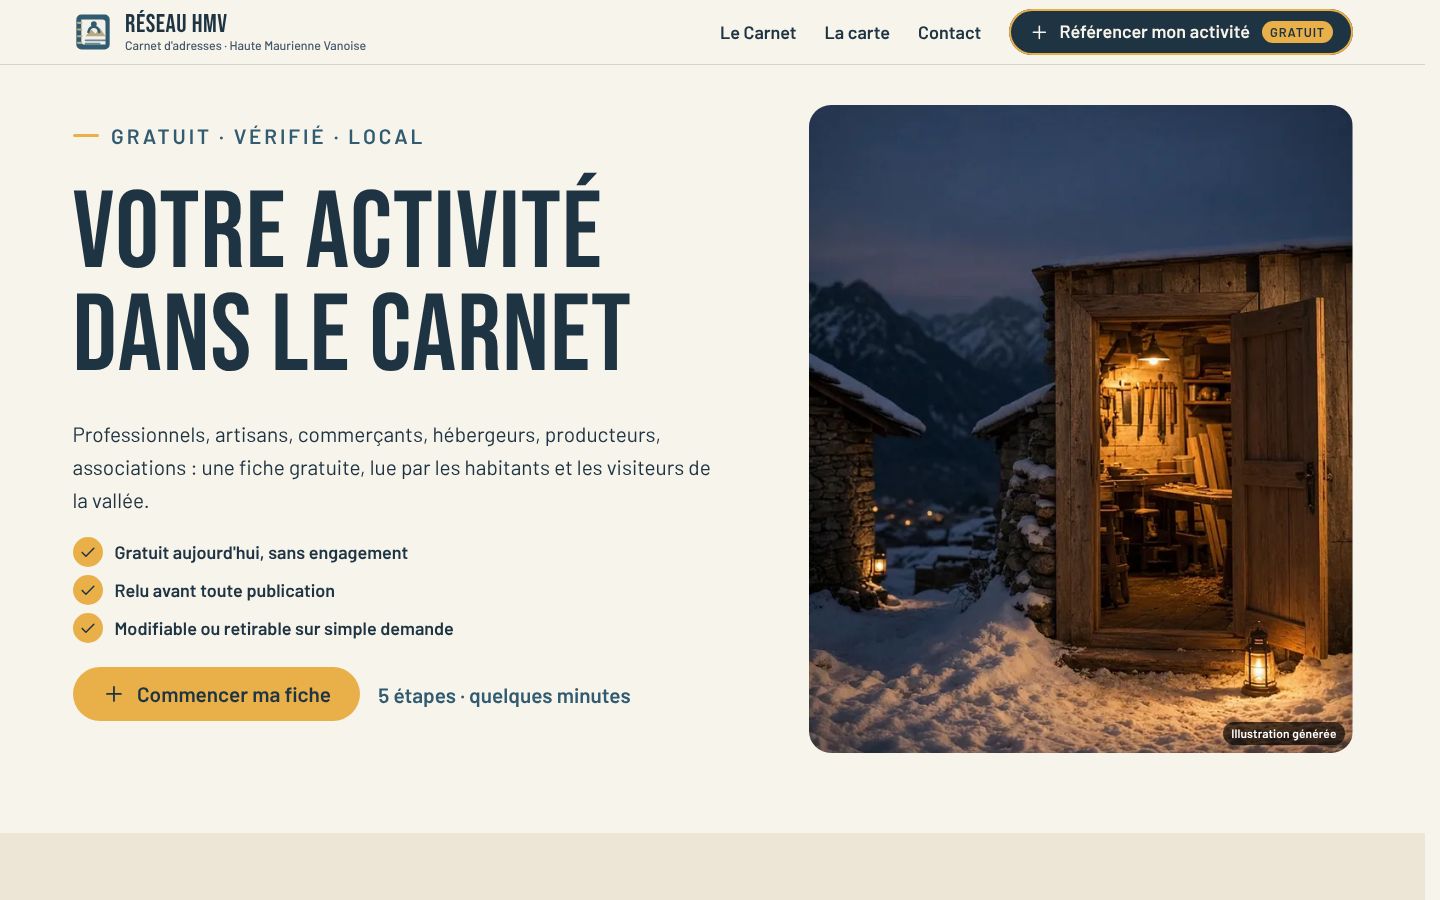 RÉSEAU HMV
Carnet d'adresses · Haute Maurienne Vanoise
Le Carnet
La carte
Contact
Référencer mon activité GRATUIT
GRATUIT · VÉRIFIÉ · LOCAL
VOTRE ACTIVITÉ
DANS LE CARNET
Professionnels, artisans, commerçants, hébergeurs, producteurs,
associations : une fiche gratuite, lue par les habitants et les visiteurs de
la vallée.
Gratuit aujourd'hui, sans engagement
Relu avant toute publication
Modifiable ou retirable sur simple demande
Commencer ma fiche
5 étapes · quelques minutes
Illustration générée